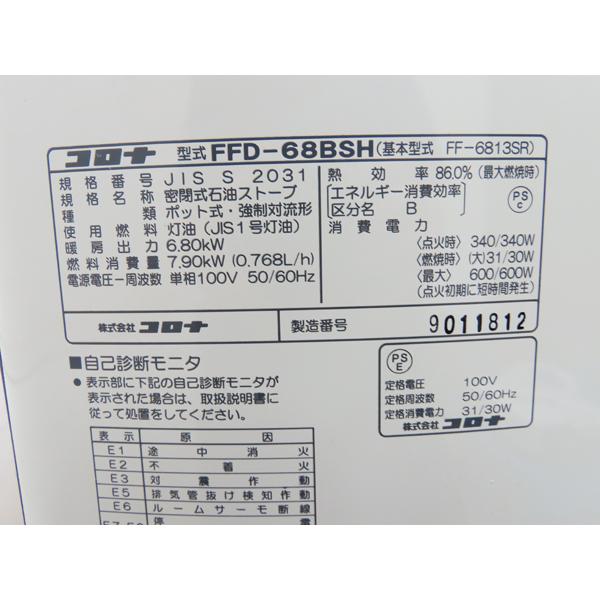 コロナ 型式 FFD-68BSH (基本型式 FF-6813SR)
規格番号 JIS S 2031
規格名称 密閉式石油ストーブ
種類 ポット式・強制対流形
使用燃料 灯油 (JIS1号灯油)
暖房出力 6.80kW
燃料消費量 7.90kW (0.768L/h)
電源電圧-周波数 単相100V 50/60Hz
熱効率 86.0% (最大燃焼時)
[エネルギー消費効率]
[区分名 B]
PS C
消費電力
〈点火時〉 340/340W
〈燃焼時〉 (大) 31/30W
〈最大〉 600/600W
(点火初期に短時間発生)
株式会社 コロナ
製造番号 9011812
■自己診断モニタ
● 表示部に下記の自己診断モニタが
表示された場合は、取扱説明書に
従って処置をしてください。
表示 原因
E1 途中消火
E2 不着火
E3 対震作動
E5 排気管抜け検知作動
E6 ルームサーモ断線
停電
PS E
定格電圧 100V
定格周波数 50/60Hz
定格消費電力 31/30W
株式会社 コロナ